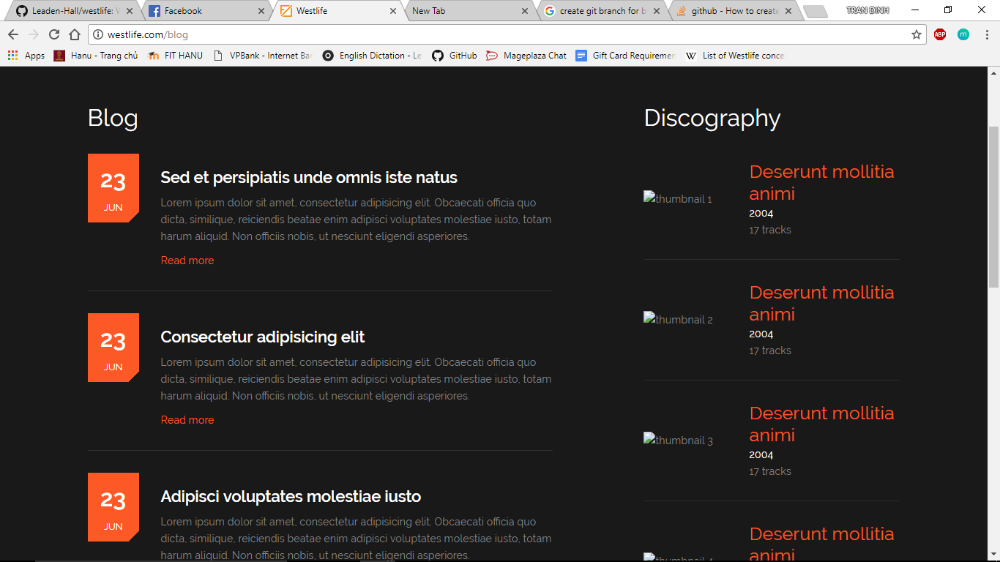 Leaden-Hall/westlife: W
Facebook
Westlife
New Tab
create git branch for b
github - How to create
TRAN DINH
westlife.com/blog
ABP
m
Apps
Hanu - Trang chủ
FIT HANU
VPBank - Internet Ban
English Dictation - Le
GitHub
Mageplaza Chat
Gift Card Requiremen
W
List of Westlife conce
Blog
23
JUN
Sed et persipiatis unde omnis iste natus
Lorem ipsum dolor sit amet, consectetur adipisicing elit. Obcaecati officia quo
dicta, similique, reiciendis beatae enim adipisci voluptates molestiae iusto, totam
harum aliquid. Non officiis nobis, ut nesciunt eligendi asperiores.
Read more
23
JUN
Consectetur adipisicing elit
Lorem ipsum dolor sit amet, consectetur adipisicing elit. Obcaecati officia quo
dicta, similique, reiciendis beatae enim adipisci voluptates molestiae iusto, totam
harum aliquid. Non officiis nobis, ut nesciunt eligendi asperiores.
Read more
23
JUN
Adipisci voluptates molestiae iusto
Lorem ipsum dolor sit amet, consectetur adipisicing elit. Obcaecati officia quo
dicta, similique, reiciendis beatae enim adipisci voluptates molestiae iusto, totam
harum aliquid. Non officiis nobis, ut nesciunt eligendi asperiores.
Discography
thumbnail 1
Deserunt mollitia
animi
2004
17 tracks
thumbnail 2
Deserunt mollitia
animi
2004
17 tracks
thumbnail 3
Deserunt mollitia
animi
2004
17 tracks
thumbnail 4
Deserunt mollitia
animi